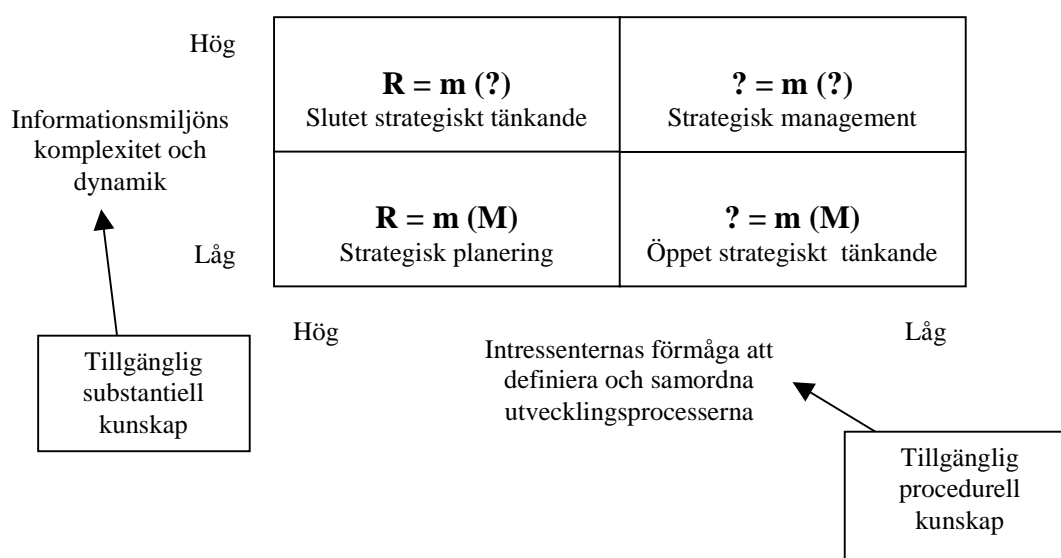 Hög
R = m (?)
Slutet strategiskt tänkande
? = m (?)
Strategisk management
Informationsmiljöns
komplexitet och
dynamik
R = m (M)
Strategisk planering
? = m (M)
Öppet strategiskt tänkande
Låg
Hög
Låg
Tillgänglig
substantiell
kunskap
Intressenternas förmåga att
definiera och samordna
utvecklingsprocesserna
Tillgänglig
procedurell
kunskap